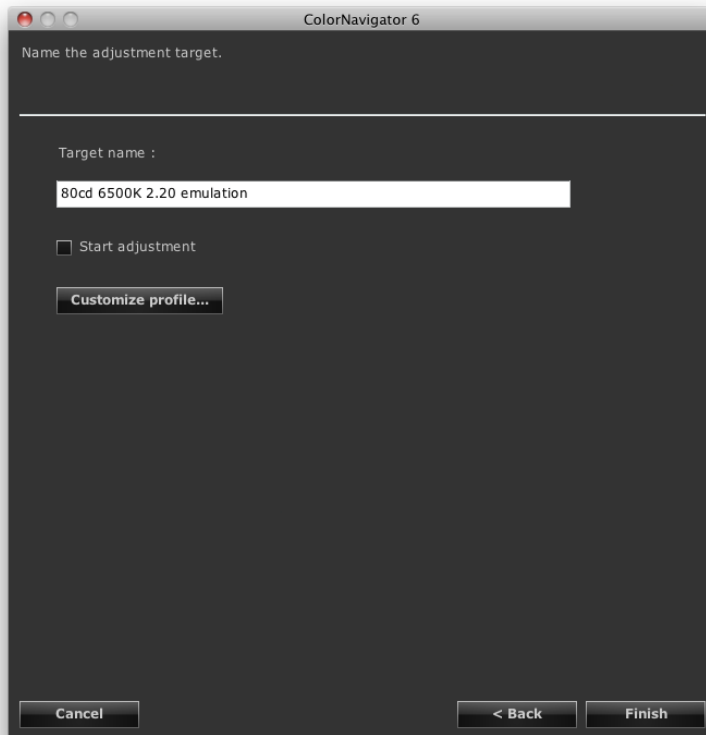 ColorNavigator 6
Name the adjustment target.
Target name :
80cd 6500K 2.20 emulation
Start adjustment
Customize profile...
Cancel
< Back
Finish